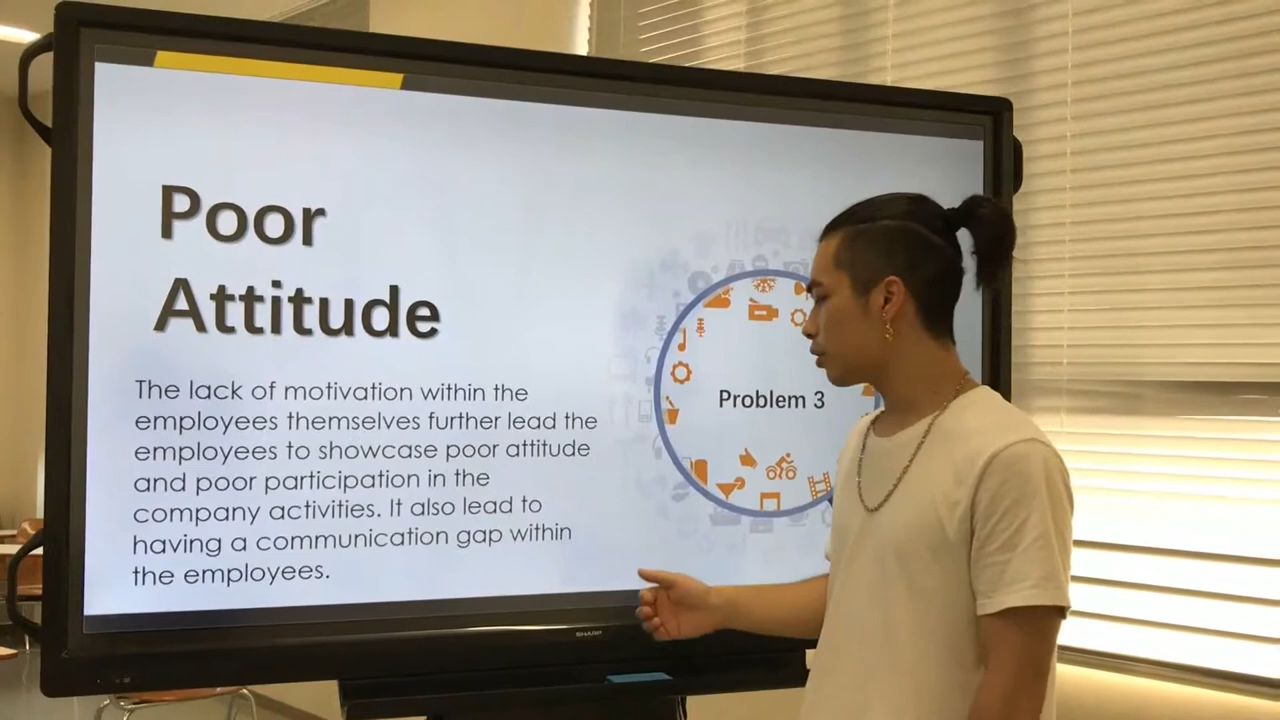 Poor
Attitude
The lack of motivation within the
employees themselves further lead the
employees to showcase poor attitude
and poor participation in the
company activities. It also lead to
having a communication gap within
the employees.
Problem 3
SHARP